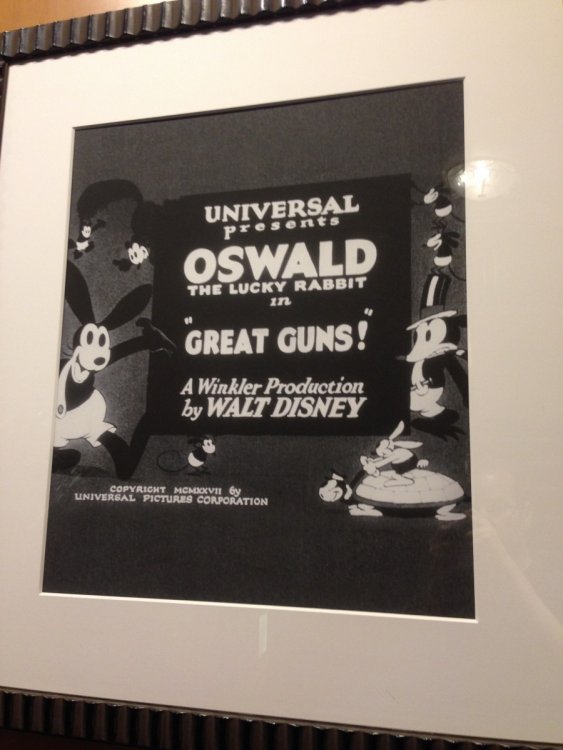 UNIVERSAL
presents
OSWALD
THE LUCKY RABBIT
in
"GREAT GUNS!"
A Winkler Production
by WALT DISNEY
COPYRIGHT MCMXXVII by
UNIVERSAL PICTURES CORPORATION